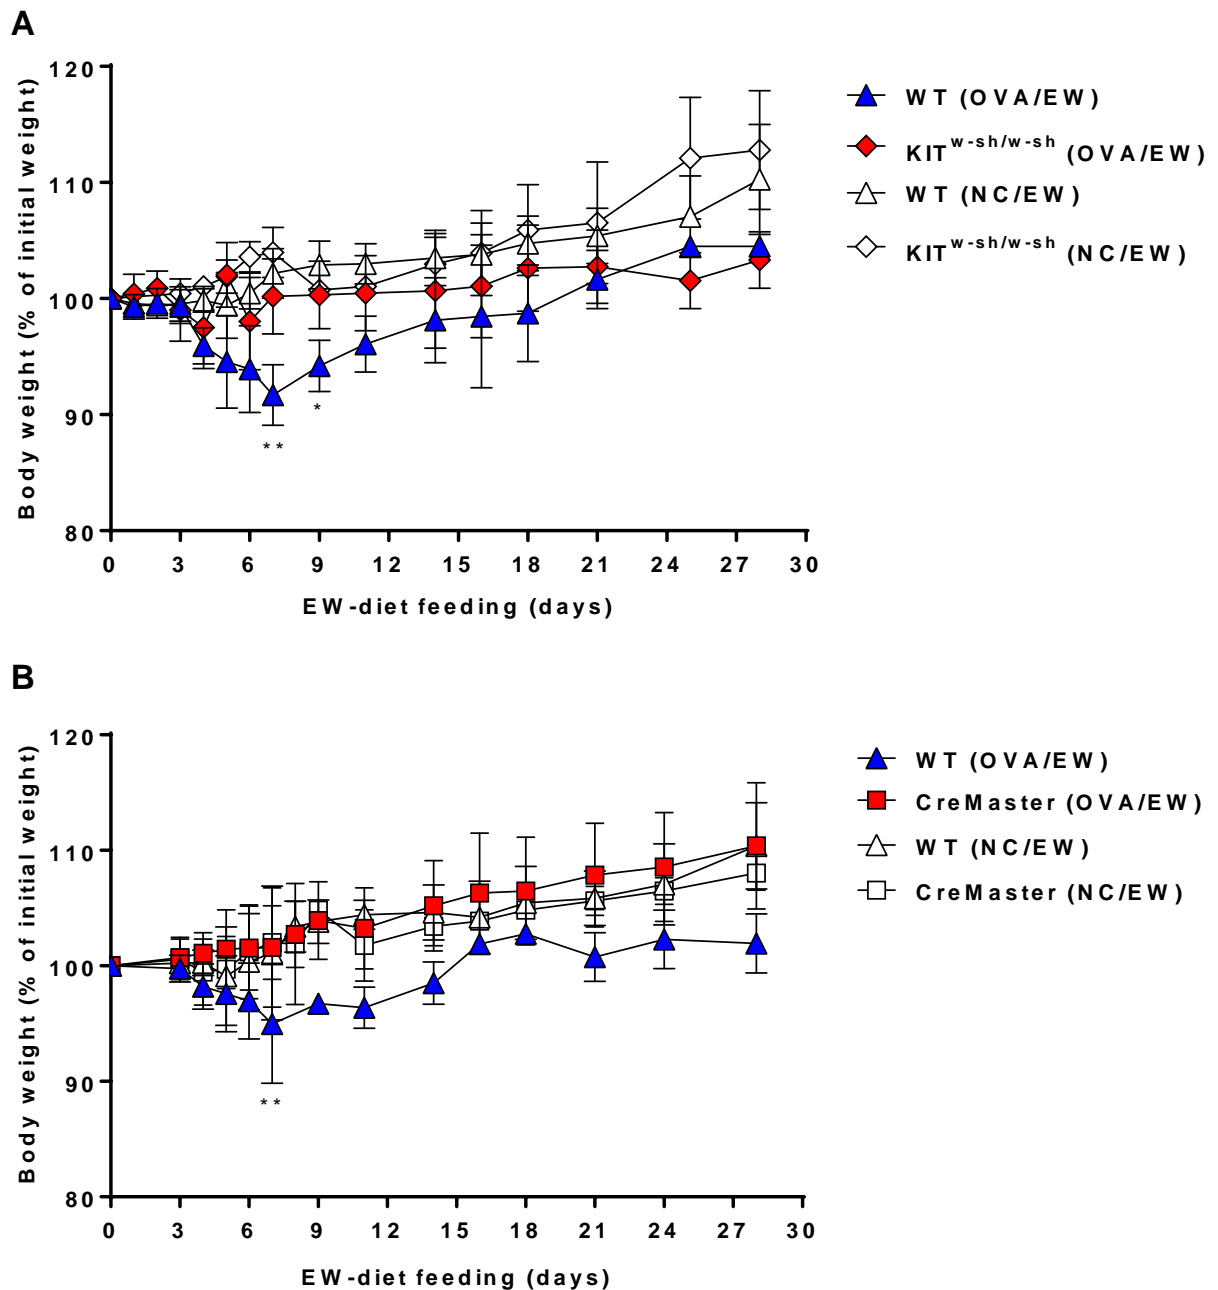 A
120
110
100
90
80
0 3 6 9 12 15 18 21 24 27 30
Body weight (% of initial weight)
EW-diet feeding (days)
WT (OVA/EW)
KIT w-sh/w-sh (OVA/EW)
WT (NC/EW)
KIT w-sh/w-sh (NC/EW)
*
**
B
120
110
100
90
80
0 3 6 9 12 15 18 21 24 27 30
Body weight (% of initial weight)
EW-diet feeding (days)
WT (OVA/EW)
CreMaster (OVA/EW)
WT (NC/EW)
CreMaster (NC/EW)
**